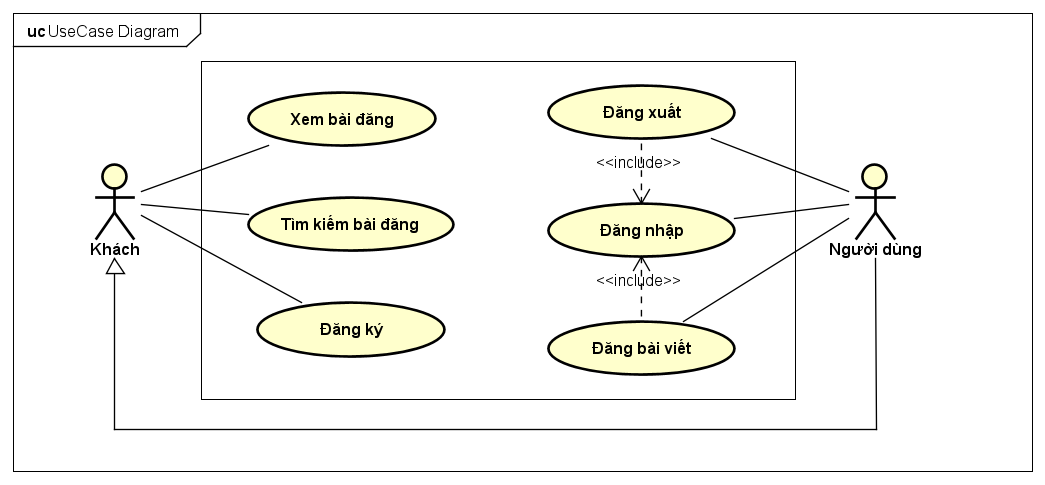 uc UseCase Diagram
Xem bài đăng
Đăng xuất
<<include>>
Khách
Tìm kiếm bài đăng
Đăng nhập
Người dùng
<<include>>
Đăng ký
Đăng bài viết